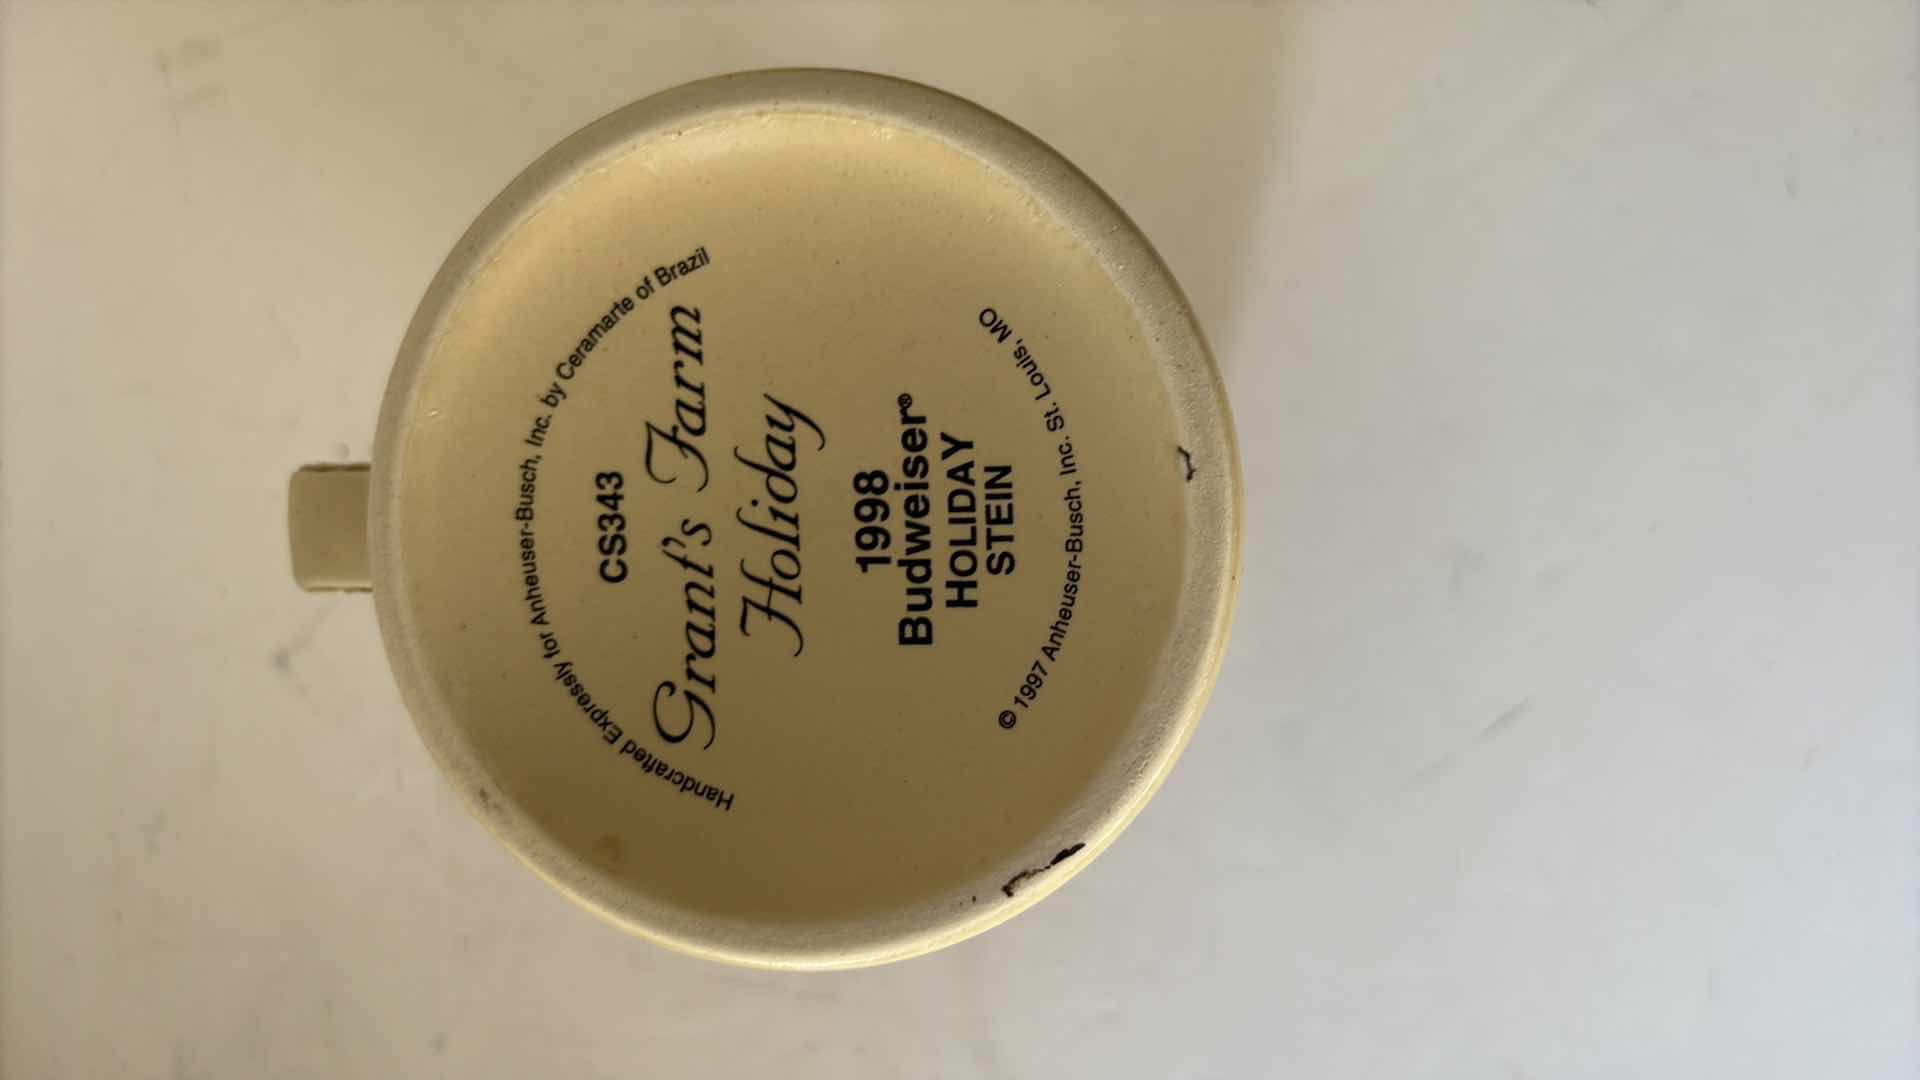 Handcrafted Expressly for Anheuser-Busch, Inc. by Ceramarte of Brazil
CS343
Grant's Farm
Holiday
1998
Budweiser®
HOLIDAY
STEIN
© 1997 Anheuser-Busch, Inc. St. Louis, MO